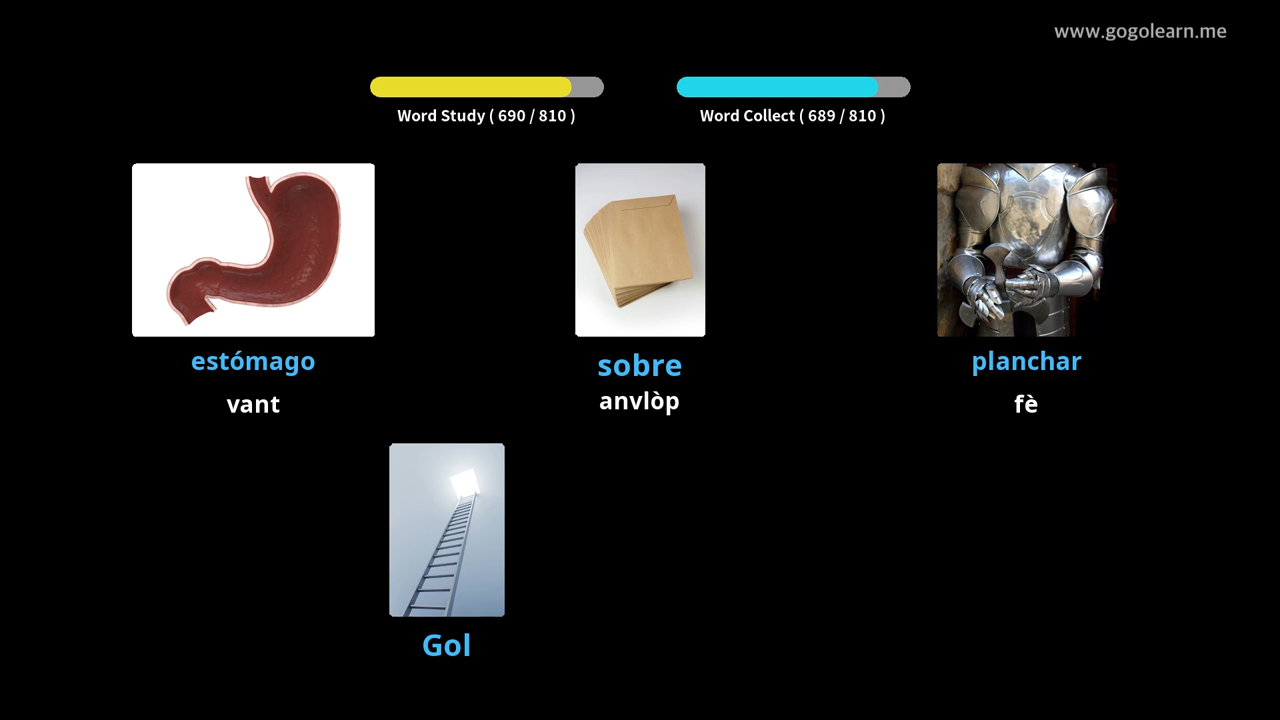 www.gogolearn.me
Word Study ( 690 / 810 )
Word Collect ( 689 / 810 )
estómago
vant
sobre
anvlòp
planchar
fè
Gol